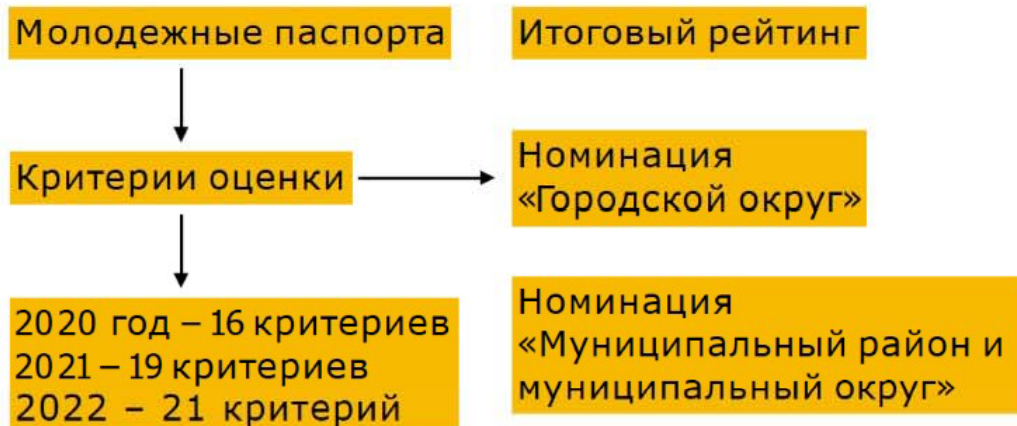 Молодежные паспорта
Итоговый рейтинг
Критерии оценки
Номинация
«Городской округ»
2020 год – 16 критериев
2021 – 19 критериев
2022 – 21 критерий
Номинация
«Муниципальный район и
муниципальный округ»